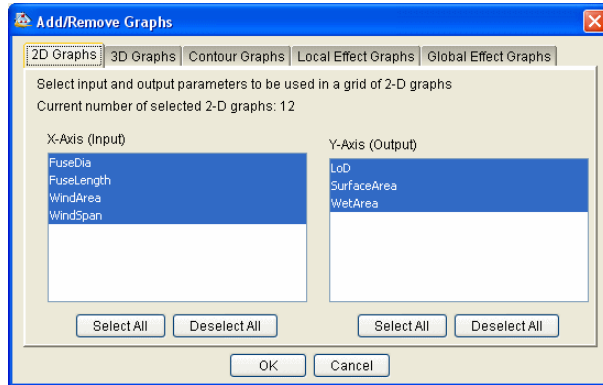 Add/Remove Graphs
2D Graphs 3D Graphs Contour Graphs Local Effect Graphs Global Effect Graphs
Select input and output parameters to be used in a grid of 2-D graphs
Current number of selected 2-D graphs: 12
X-Axis (Input)
FuseDia
FuseLength
WindArea
WindSpan
Select All Deselect All
Y-Axis (Output)
LoD
SurfaceArea
WetArea
Select All Deselect All
OK Cancel